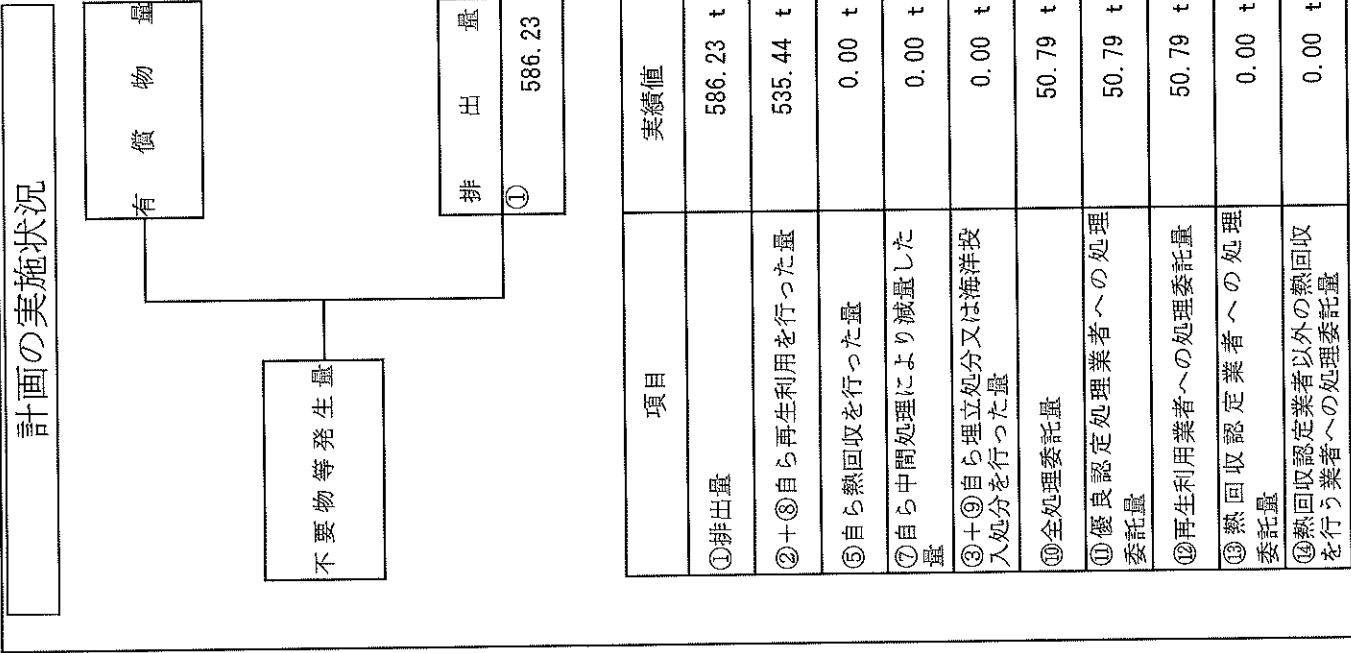 計画の実施状況
有償物量
不要物等発生量
排出量
①
586.23
項目
実績値
①排出量
586.23 t
②+⑧自ら再生利用を行った量
535.44 t
⑤自ら熱回収を行った量
0.00 t
⑦自ら中間処理により減量した
量
0.00 t
③+⑨自ら埋立処分又は海洋投
入処分を行った量
0.00 t
⑩全処理委託量
50.79 t
⑪優良認定処理業者への処理
委託量
50.79 t
⑫再生利用業者への処理委託量
50.79 t
⑬熱回収認定業者への処理
委託量
0.00 t
⑭熱回収認定業者以外の熱回収
を行う業者への処理委託量
0.00 t